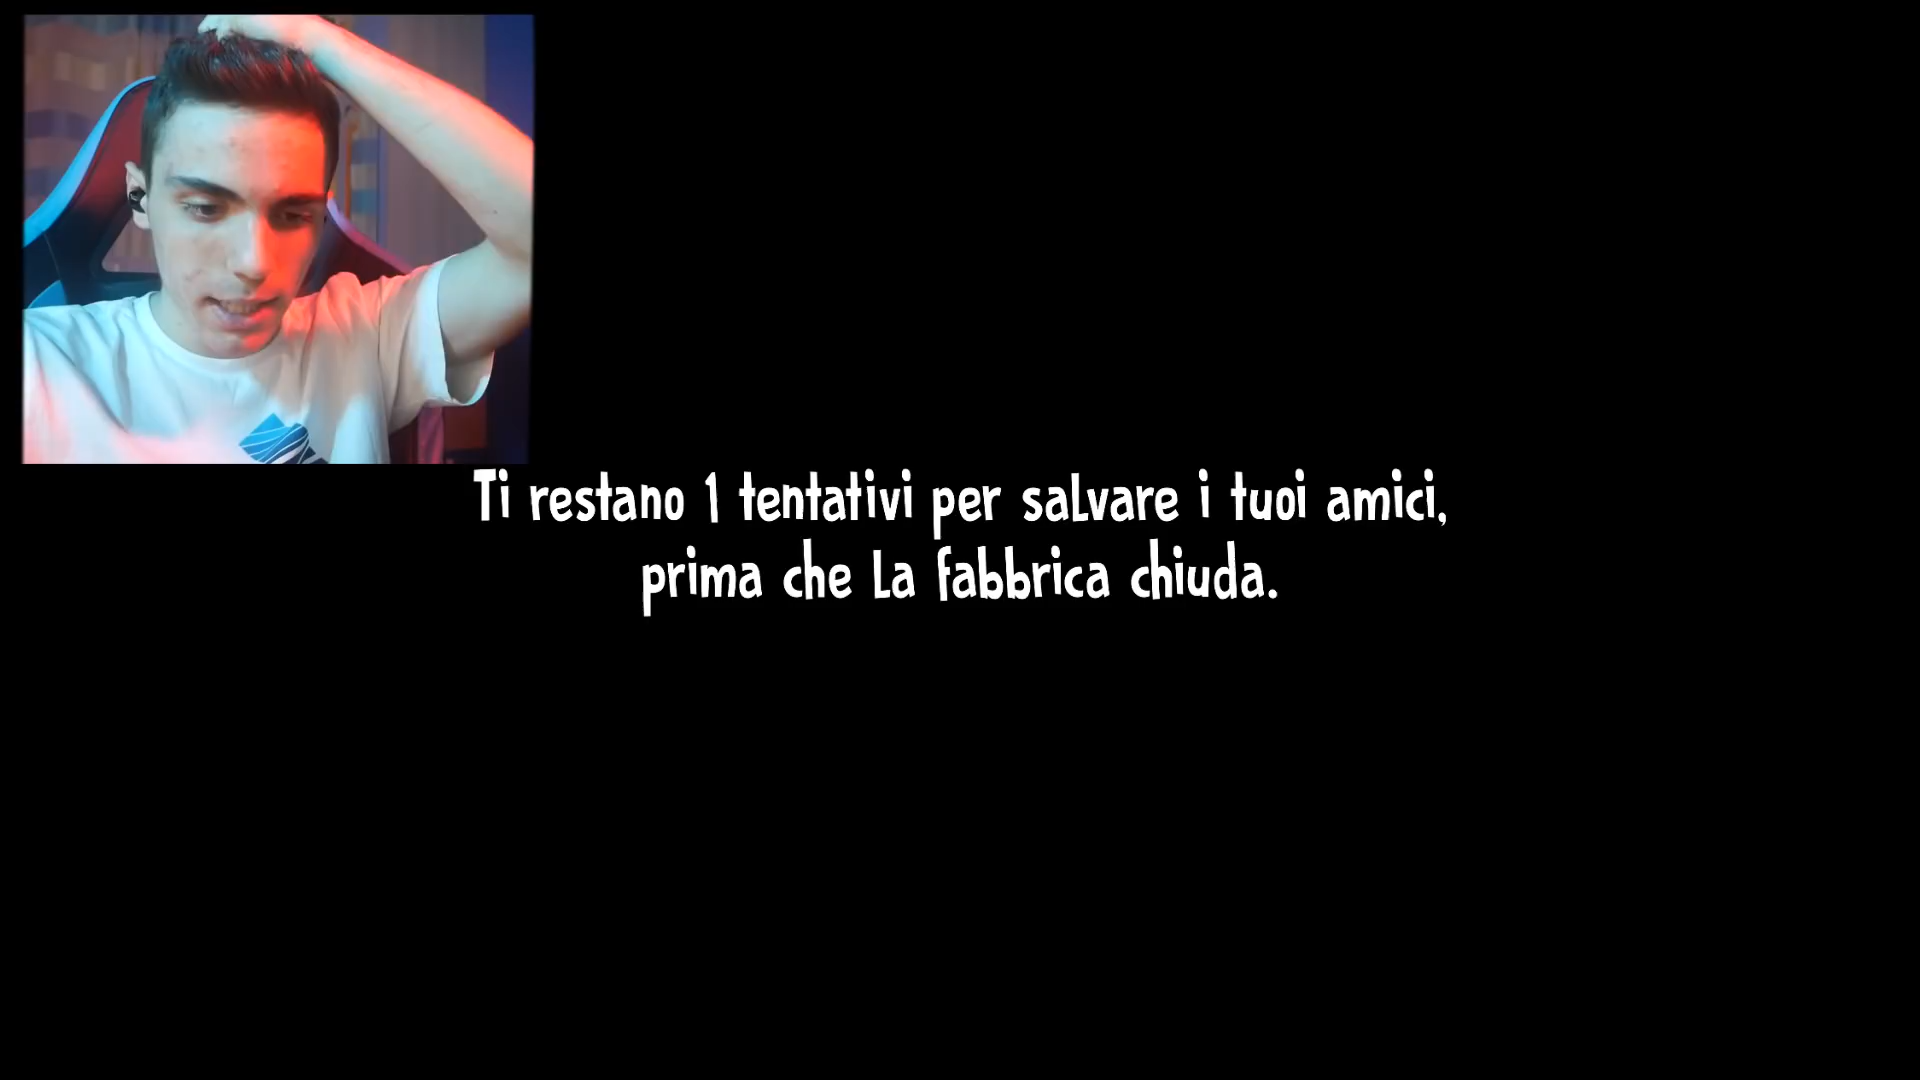 Ti restano 1 tentativi per salvare i tuoi amici,
prima che la fabbrica chiuda.